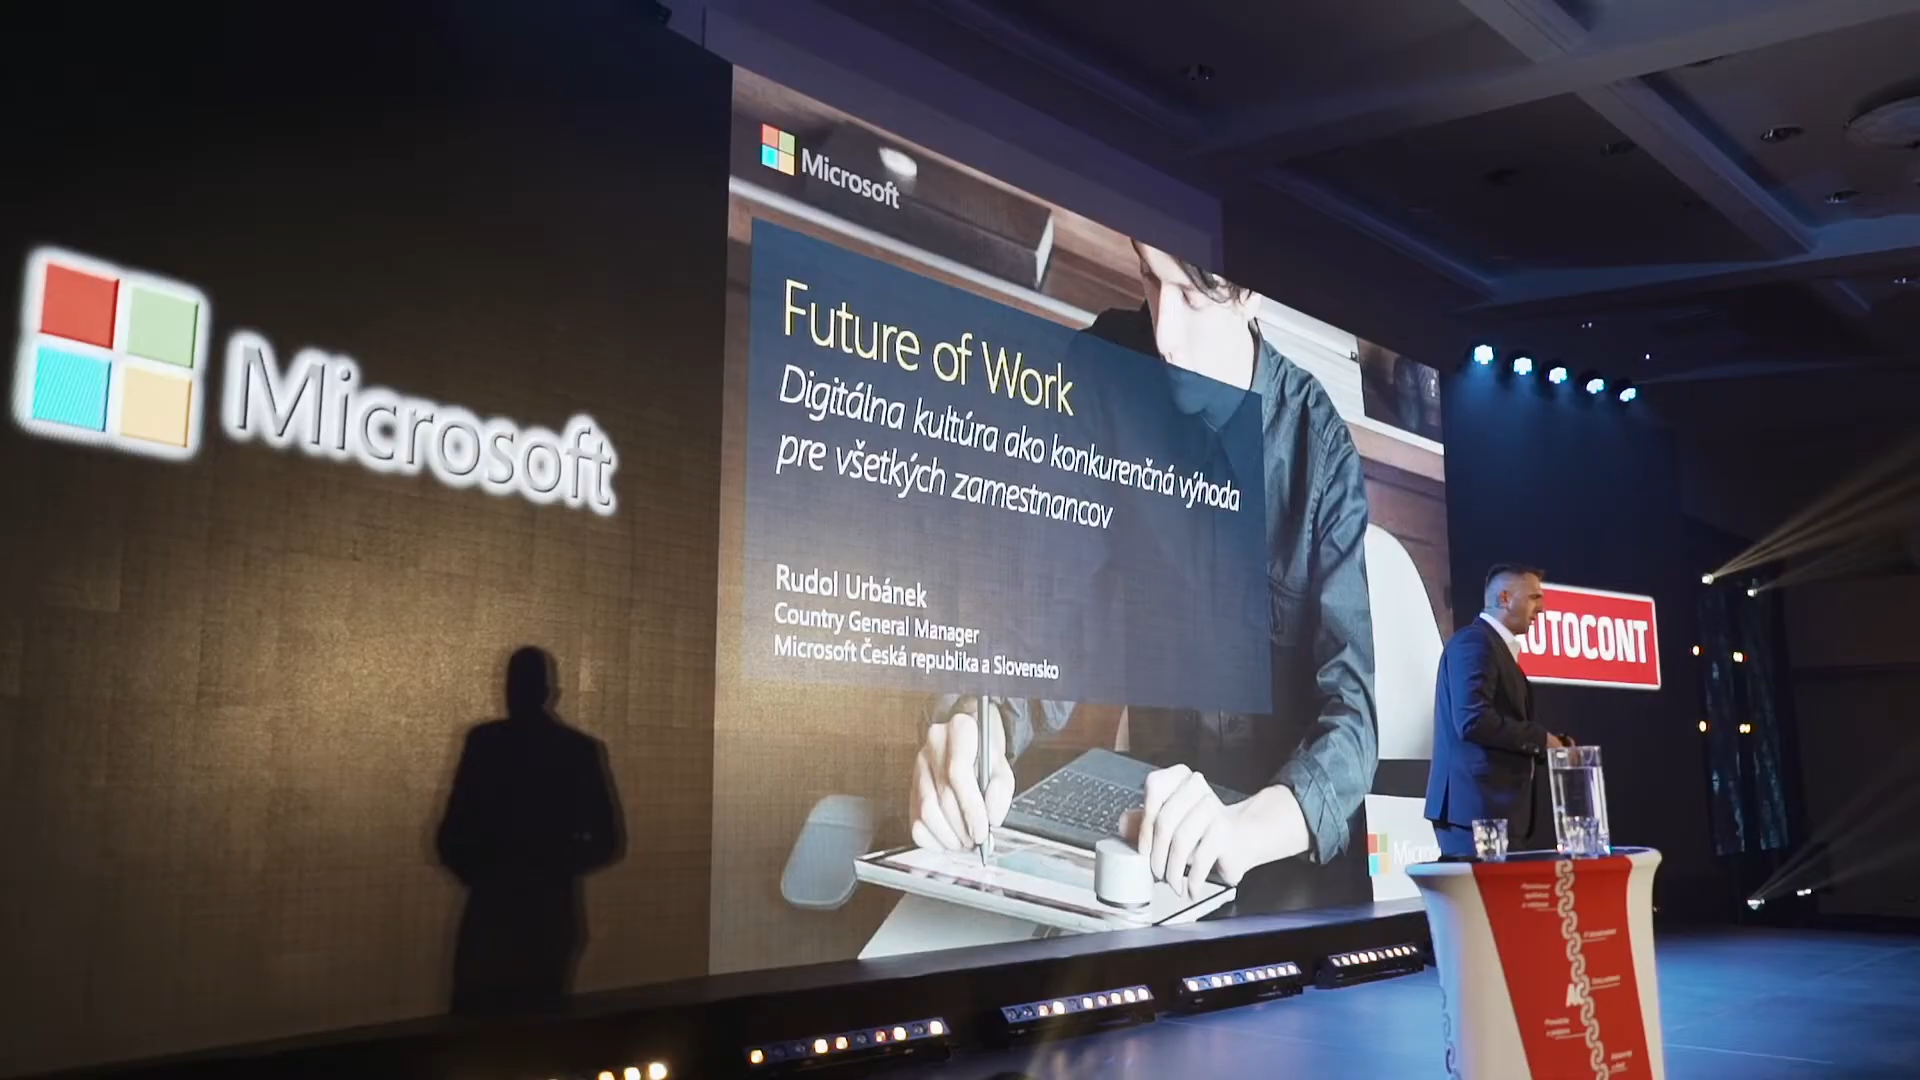 Microsoft
Microsoft
Future of Work
Digitálna kultúra ako konkurenčná výhoda
pre všetkých zamestnancov
Rudol Urbánek
Country General Manager
Microsoft Česká republika a Slovensko
AUTOCONT